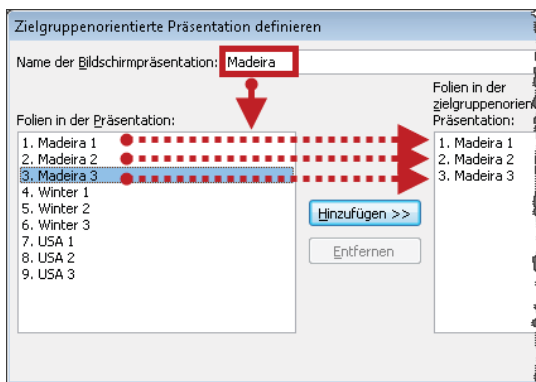 Zielgruppenorientierte Präsentation definieren
Name der Bildschirmpräsentation: Madeira
Folien in der Präsentation:
1. Madeira 1
2. Madeira 2
3. Madeira 3
4. Winter 1
5. Winter 2
6. Winter 3
7. USA 1
8. USA 2
9. USA 3
Hinzufügen >>
Entfernen
Folien in der
zielgruppenorien
Präsentation:
1. Madeira 1
2. Madeira 2
3. Madeira 3